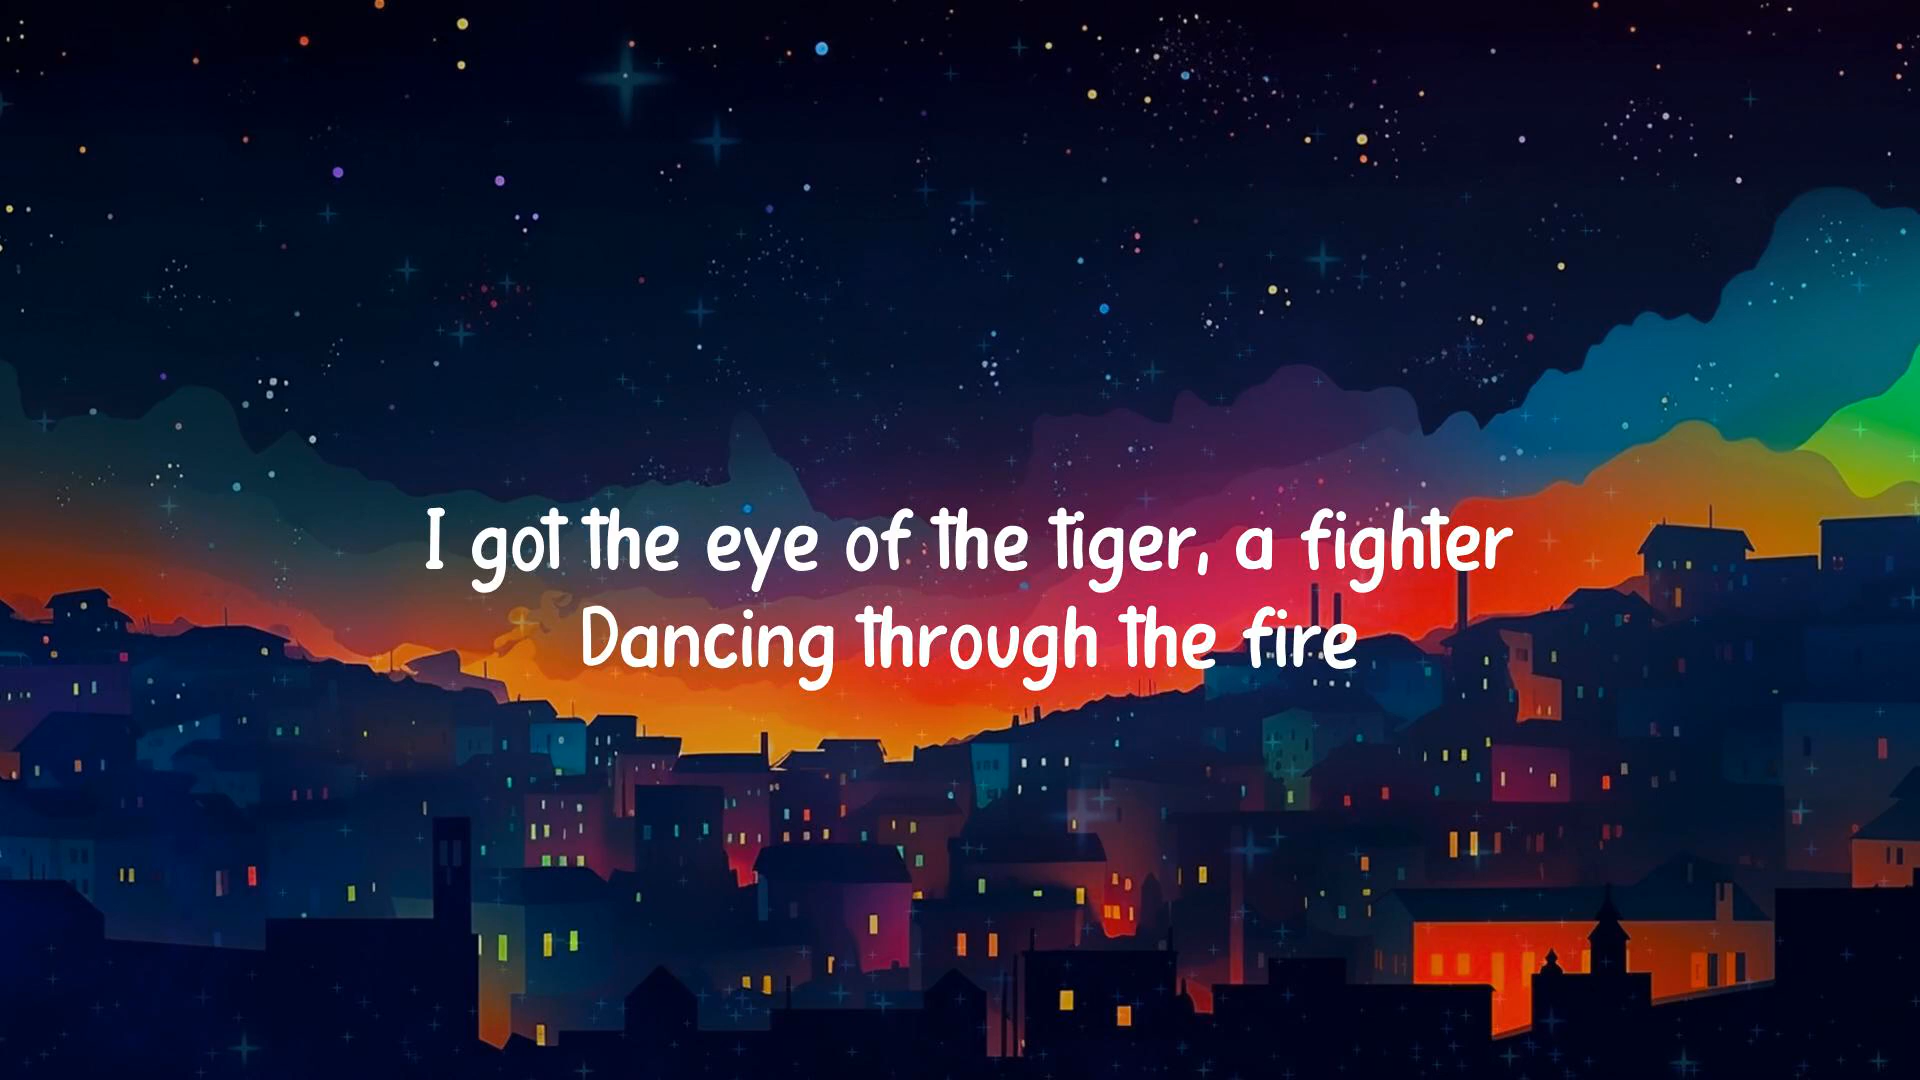 I got the eye of the tiger, a fighter
Dancing through the fire